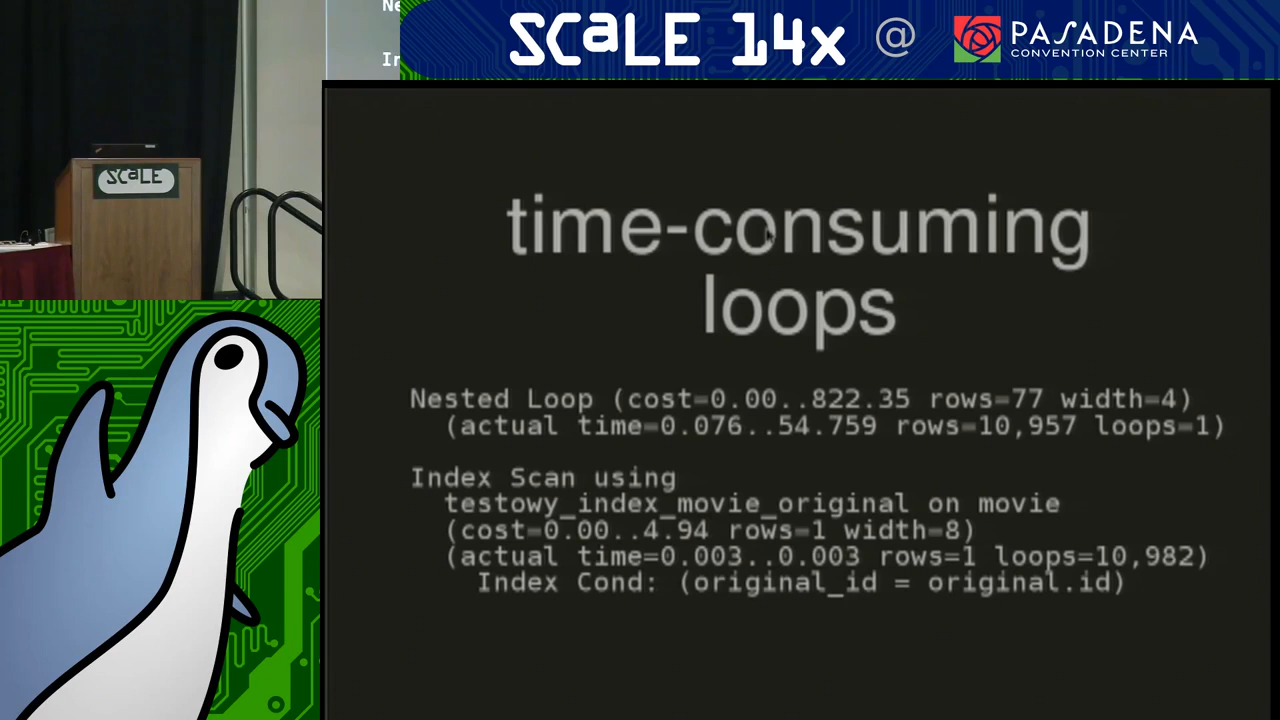 Ne
In
SCaLE 14x @ PASADENA
CONVENTION CENTER
SCaLE
time-consuming
loops
Nested Loop (cost=0.00..822.35 rows=77 width=4)
(actual time=0.076..54.759 rows=10,957 loops=1)
Index Scan using
testowy_index_movie_original on movie
(cost=0.00..4.94 rows=1 width=8)
(actual time=0.003..0.003 rows=1 loops=10,982)
Index Cond: (original_id = original.id)